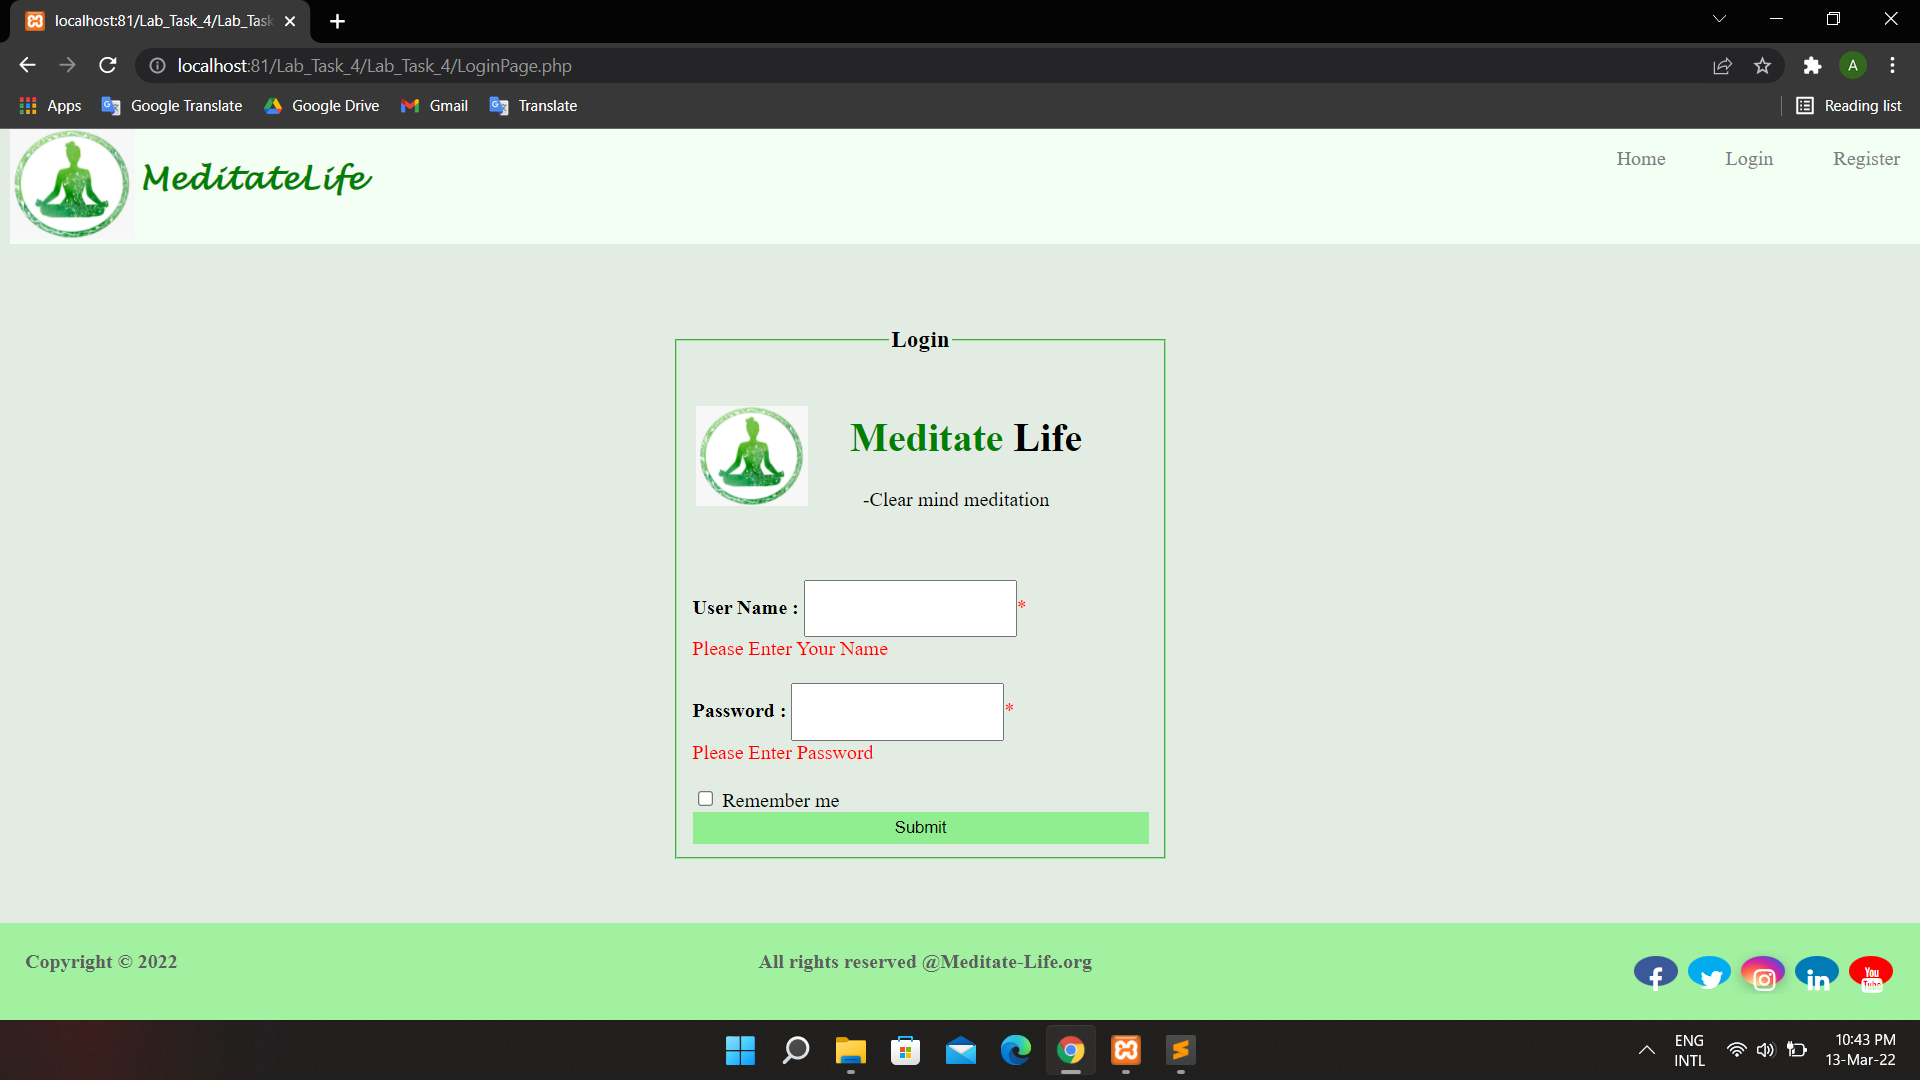 localhost:81/Lab_Task_4/Lab_Task
localhost:81/Lab_Task_4/Lab_Task_4/LoginPage.php
A
Apps
Google Translate
Google Drive
Gmail
Translate
Reading list
MeditateLife
Home
Login
Register
Login
Meditate Life
-Clear mind meditation
User Name : *
Please Enter Your Name
Password : *
Please Enter Password
Remember me
Submit
Copyright © 2022
All rights reserved @Meditate-Life.org
You
Tube
ENG
INTL
10:43 PM
13-Mar-22